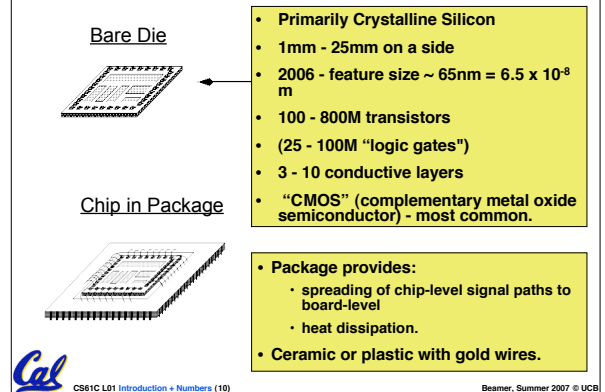 Bare Die
• Primarily Crystalline Silicon
• 1mm - 25mm on a side
• 2006 - feature size ~ 65nm = 6.5 x 10-8
m
• 100 - 800M transistors
• (25 - 100M “logic gates")
• 3 - 10 conductive layers
• “CMOS” (complementary metal oxide
semiconductor) - most common.
Chip in Package
• Package provides:
• spreading of chip-level signal paths to
board-level
• heat dissipation.
• Ceramic or plastic with gold wires.
Cal
CS61C L01 Introduction + Numbers (10)
Beamer, Summer 2007 © UCB